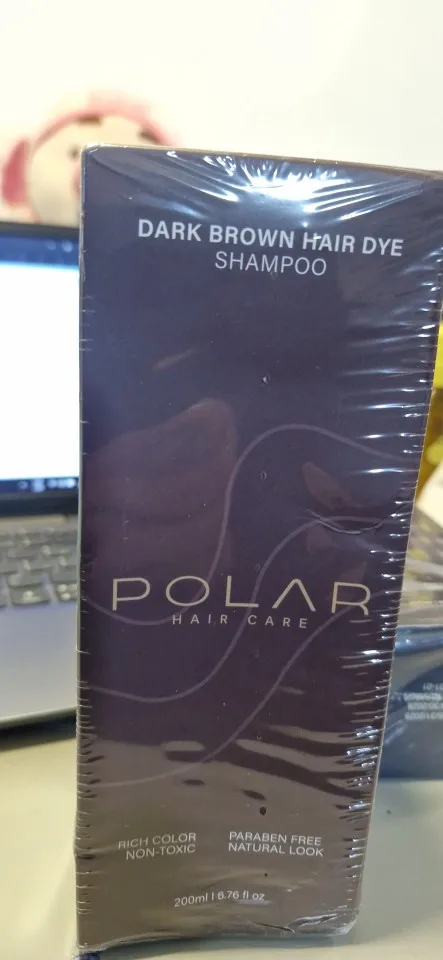 DARK BROWN HAIR DYE
SHAMPOO
POLAR
HAIR CARE
RICH COLOR
NON-TOXIC
PARABEN FREE
NATURAL LOOK
200ml | 6.76 fl oz